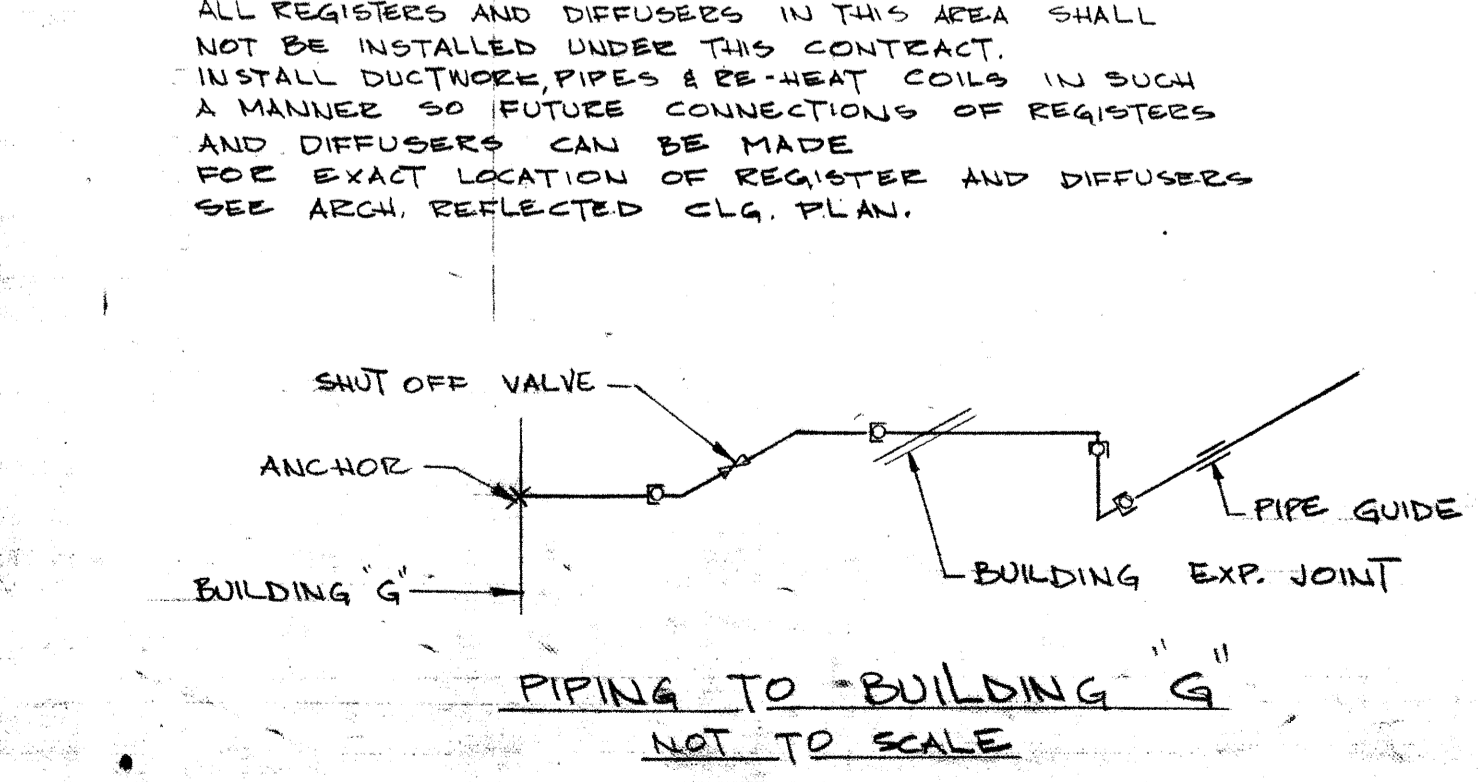 ALL REGISTERS AND DIFFUSERS IN THIS AREA SHALL
NOT BE INSTALLED UNDER THIS CONTRACT.
INSTALL DUCTWORK, PIPES & RE-HEAT COILS IN SUCH
A MANNER SO FUTURE CONNECTIONS OF REGISTERS
AND DIFFUSERS CAN BE MADE
FOR EXACT LOCATION OF REGISTER AND DIFFUSERS
SEE ARCH. REFLECTED CLG. PLAN.
SHUT OFF VALVE
ANCHOR
PIPE GUIDE
BUILDING EXP. JOINT
BUILDING "G"
PIPING TO BUILDING "G"
NOT TO SCALE